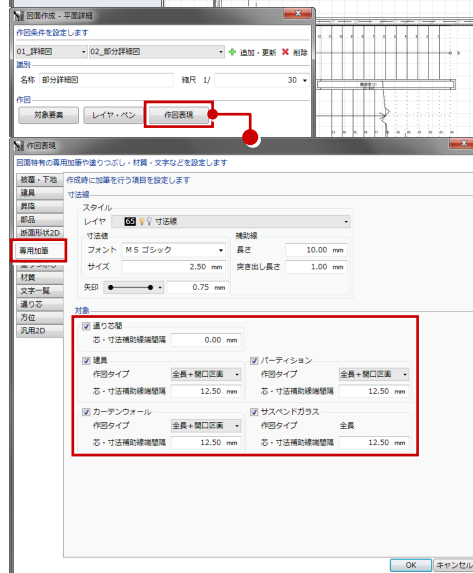 図面作成 - 平面詳細
作図条件を設定します
01_詳細図 02_部分詳細図 追加・更新 削除
識別
名称 部分詳細図 縮尺 1/ 30
作図
対象要素 レイヤ・ペン 作図表現
作図表現
図面特有の専用加筆や塗りつぶし・材質・文字などを設定します
被覆・下地
建具
昇降
部品
断面形状2D
専用加筆
材質
文字一覧
通り芯
方位
汎用2D
作成時に加筆を行う項目を設定します
寸法線
スタイル
レイヤ 65 寸法線
寸法値
フォント MS ゴシック
サイズ 2.50 mm
矢印 0.75 mm
補助線
長さ 10.00 mm
突き出し長さ 1.00 mm
対象
通り芯間
芯・寸法補助線端間隔 0.00 mm
建具
作図タイプ 全長+開口区画
芯・寸法補助線端間隔 12.50 mm
パーティション
作図タイプ 全長+開口区画
芯・寸法補助線端間隔 12.50 mm
カーテンウォール
作図タイプ 全長+開口区画
芯・寸法補助線端間隔 12.50 mm
サスペンドガラス
作図タイプ 全長
芯・寸法補助線端間隔 12.50 mm
OK キャンセル